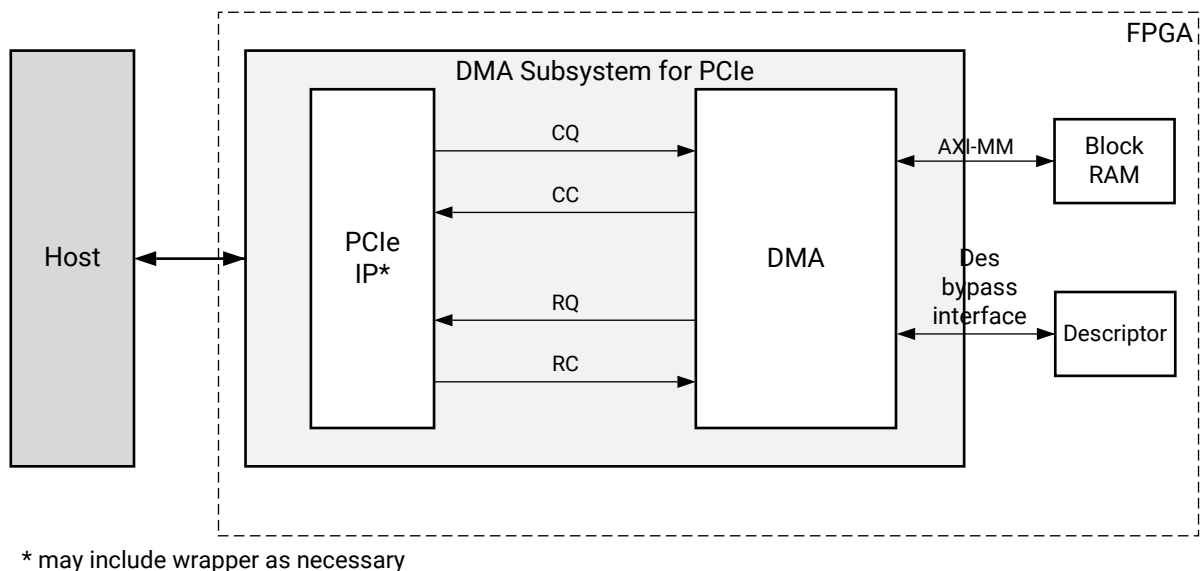 FPGA
DMA Subsystem for PCIe
CQ
AXI-MM
Block
RAM
CC
Host
PCIe
IP*
DMA
Des
bypass
interface
RQ
Descriptor
RC
* may include wrapper as necessary